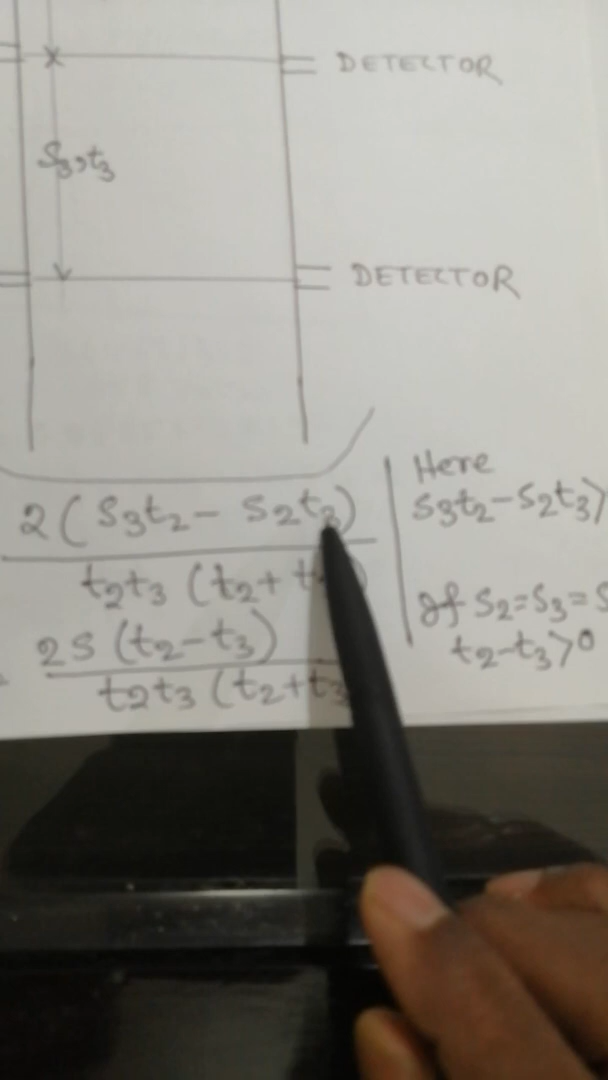 DETECTOR
S₃,t₃
DETECTOR
2(S₃t₂ - S₂t₃)
t₂t₃ (t₂+t
2S (t₂-t₃)
t₂t₃ (t₂+t₃
Here
S₃t₂-S₂t₃>
If S₂=S₃=S
t₂-t₃>0